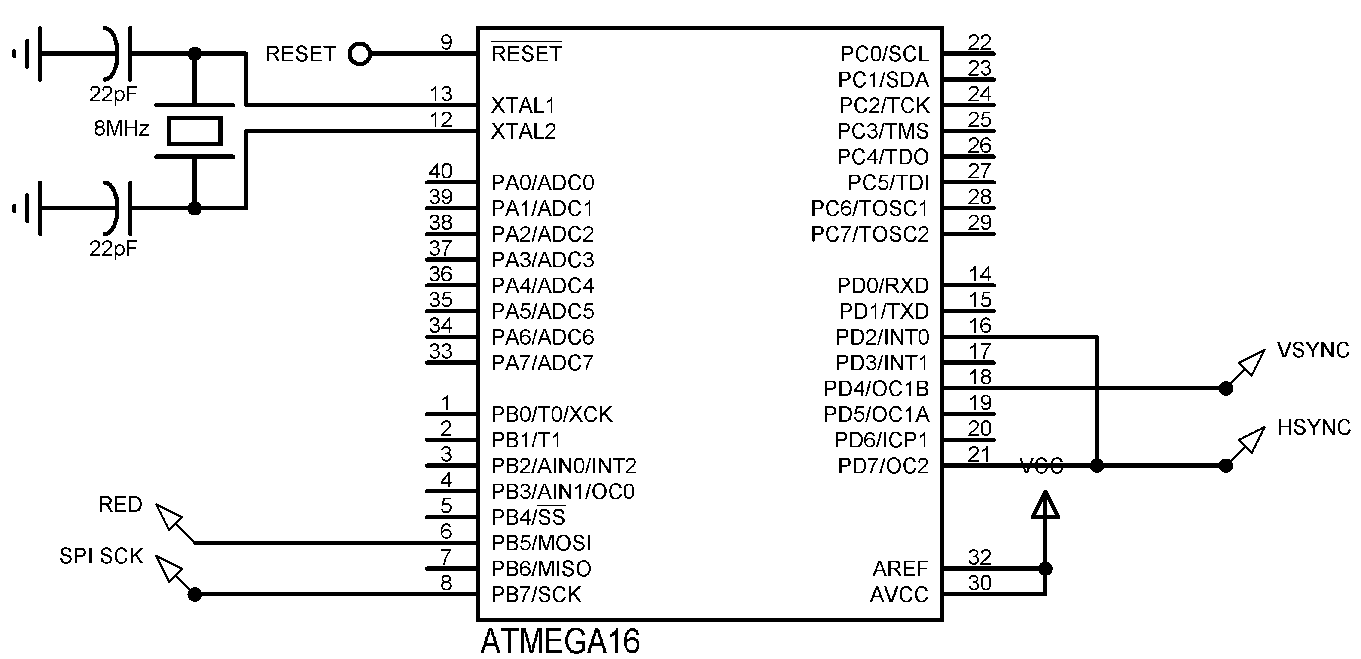 22pF
8MHz
22pF
RESET
9 RESET
13 XTAL1
12 XTAL2
40 PA0/ADC0
39 PA1/ADC1
38 PA2/ADC2
37 PA3/ADC3
36 PA4/ADC4
35 PA5/ADC5
34 PA6/ADC6
33 PA7/ADC7
1 PB0/T0/XCK
2 PB1/T1
3 PB2/AIN0/INT2
4 PB3/AIN1/OC0
5 PB4/SS
6 PB5/MOSI
7 PB6/MISO
8 PB7/SCK
RED
SPI SCK
PC0/SCL 22
PC1/SDA 23
PC2/TCK 24
PC3/TMS 25
PC4/TDO 26
PC5/TDI 27
PC6/TOSC1 28
PC7/TOSC2 29
PD0/RXD 14
PD1/TXD 15
PD2/INT0 16
PD3/INT1 17
PD4/OC1B 18
PD5/OC1A 19
PD6/ICP1 20
PD7/OC2 21
VSYNC
HSYNC
VCC
AREF 32
AVCC 30
ATMEGA16